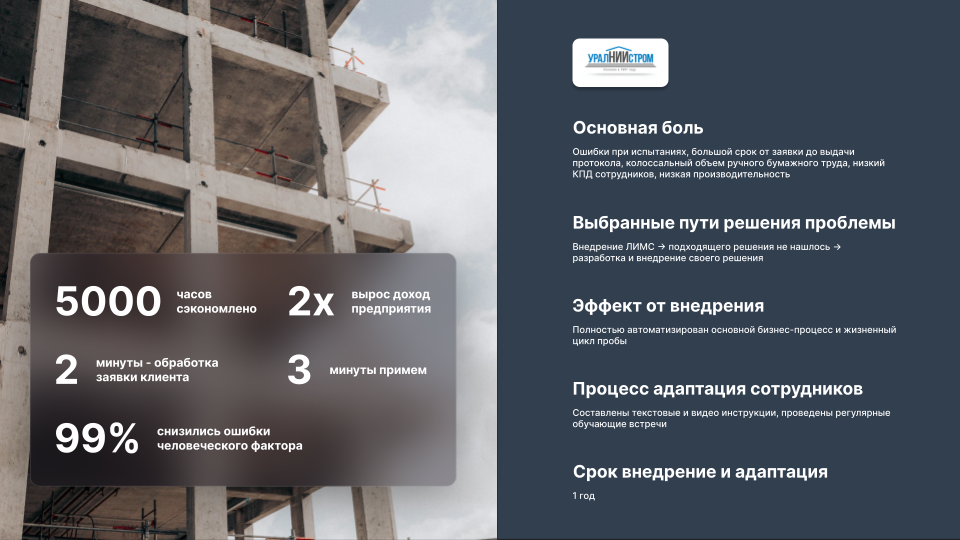 УРАЛНИИСТРОМ
Основная боль
Ошибки при испытаниях, большой срок от заявки до выдачи
протокола, колоссальный объем ручного бумажного труда, низкий
КПД сотрудников, низкая производительность
Выбранные пути решения проблемы
Внедрение ЛИМС → подходящего решения не нашлось →
разработка и внедрение своего решения
Эффект от внедрения
Полностью автоматизирован основной бизнес-процесс и жизненный
цикл пробы
Процесс адаптация сотрудников
Составлены текстовые и видео инструкции, проведены регулярные
обучающие встречи
Срок внедрение и адаптация
1 год
5000 часов
сэкономлено
2x вырос доход
предприятия
2 минуты - обработка
заявки клиента
3 минуты примем
99% снизились ошибки
человеческого фактора